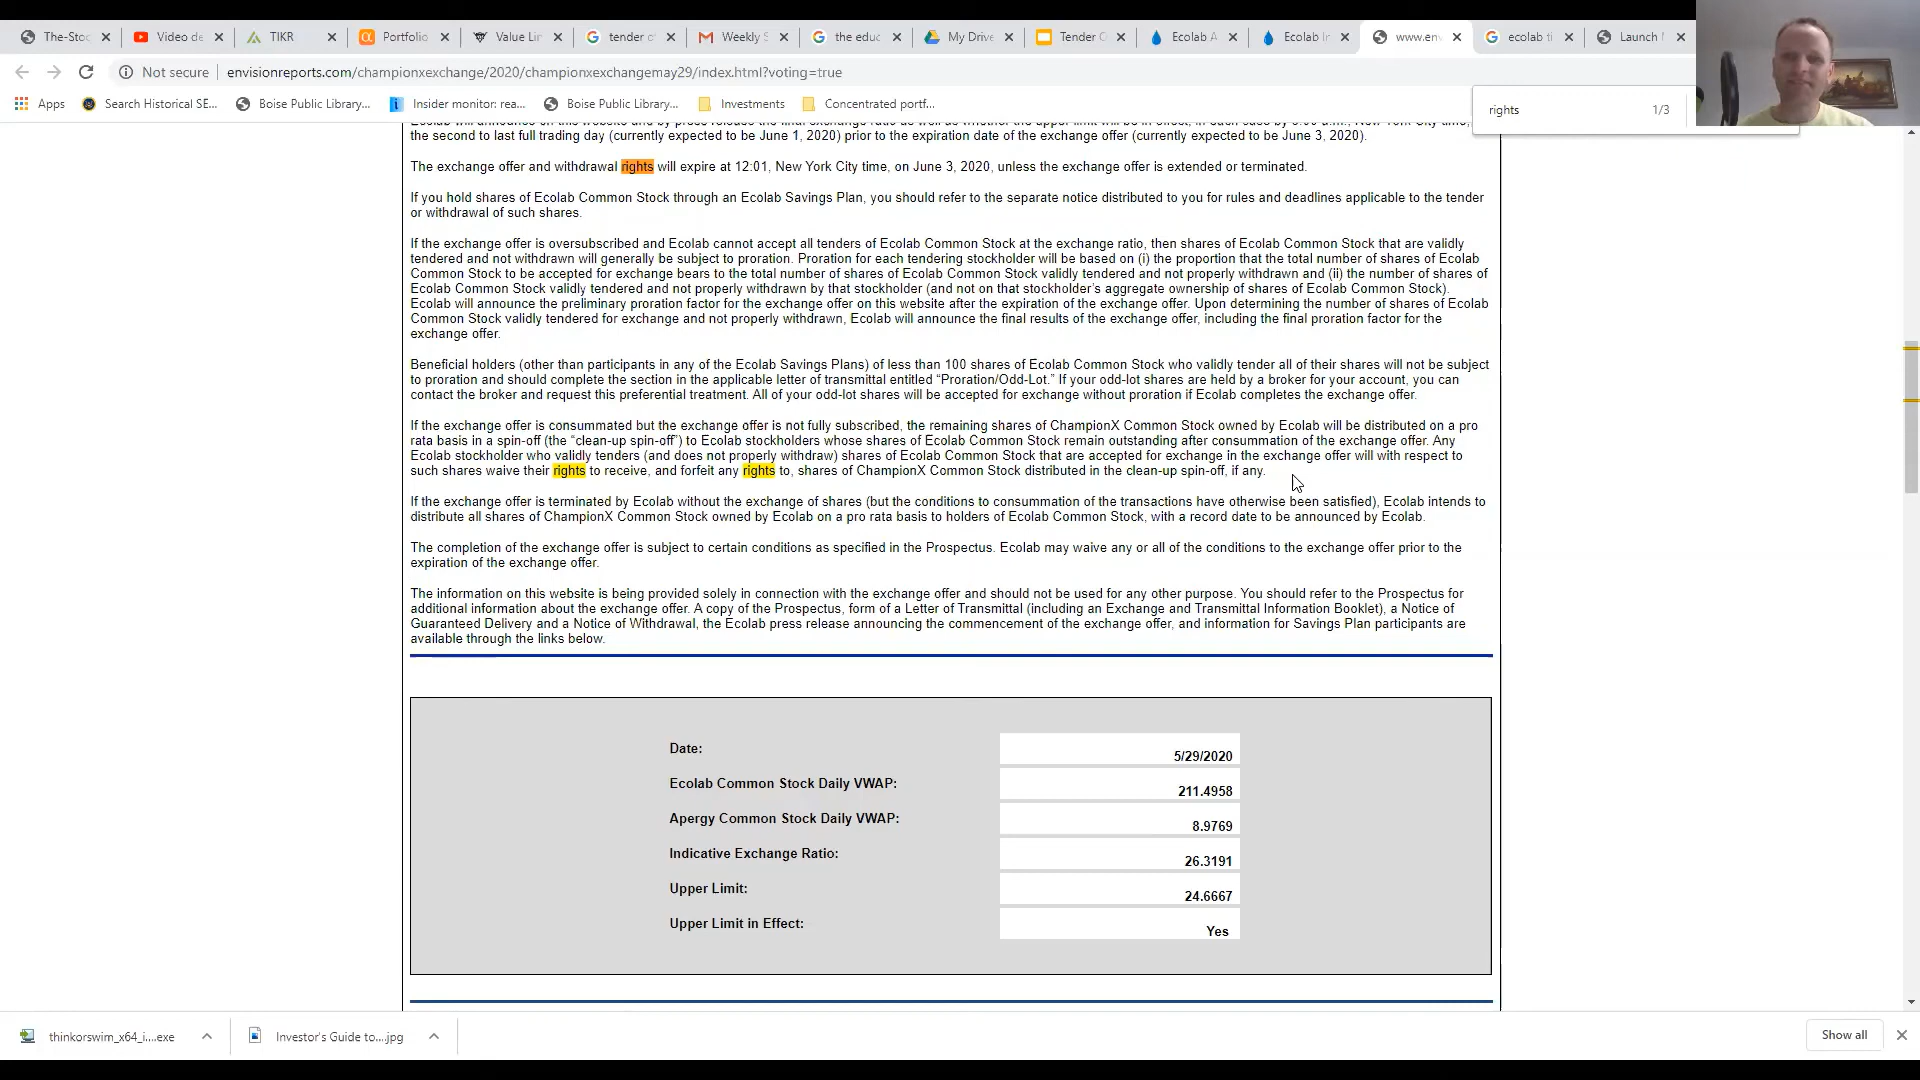 The-Stoc
Video de
TIKR
Portfolio
Value Lin
tender o
Weekly S
the educ
My Drive
Tender O
Ecolab A
Ecolab In
www.env
ecolab ti
Launch
Not secure | envisionreports.com/championxexchange/2020/championxexchangemay29/index.html?voting=true
Apps
Search Historical SE...
Boise Public Library...
Insider monitor: rea...
Boise Public Library...
Investments
Concentrated portf...
rights 1/3
the second to last full trading day (currently expected to be June 1, 2020) prior to the expiration date of the exchange offer (currently expected to be June 3, 2020).
The exchange offer and withdrawal rights will expire at 12:01, New York City time, on June 3, 2020, unless the exchange offer is extended or terminated.
If you hold shares of Ecolab Common Stock through an Ecolab Savings Plan, you should refer to the separate notice distributed to you for rules and deadlines applicable to the tender
or withdrawal of such shares.
If the exchange offer is oversubscribed and Ecolab cannot accept all tenders of Ecolab Common Stock at the exchange ratio, then shares of Ecolab Common Stock that are validly
tendered and not withdrawn will generally be subject to proration. Proration for each tendering stockholder will be based on (i) the proportion that the total number of shares of Ecolab
Common Stock to be accepted for exchange bears to the total number of shares of Ecolab Common Stock validly tendered and not properly withdrawn and (ii) the number of shares of
Ecolab Common Stock validly tendered and not properly withdrawn by that stockholder (and not on that stockholder's aggregate ownership of shares of Ecolab Common Stock).
Ecolab will announce the preliminary proration factor for the exchange offer on this website after the expiration of the exchange offer. Upon determining the number of shares of Ecolab
Common Stock validly tendered for exchange and not properly withdrawn, Ecolab will announce the final results of the exchange offer, including the final proration factor for the
exchange offer.
Beneficial holders (other than participants in any of the Ecolab Savings Plans) of less than 100 shares of Ecolab Common Stock who validly tender all of their shares will not be subject
to proration and should complete the section in the applicable letter of transmittal entitled “Proration/Odd-Lot.” If your odd-lot shares are held by a broker for your account, you can
contact the broker and request this preferential treatment. All of your odd-lot shares will be accepted for exchange without proration if Ecolab completes the exchange offer.
If the exchange offer is consummated but the exchange offer is not fully subscribed, the remaining shares of ChampionX Common Stock owned by Ecolab will be distributed on a pro
rata basis in a spin-off (the “clean-up spin-off”) to Ecolab stockholders whose shares of Ecolab Common Stock remain outstanding after consummation of the exchange offer. Any
Ecolab stockholder who validly tenders (and does not properly withdraw) shares of Ecolab Common Stock that are accepted for exchange in the exchange offer will with respect to
such shares waive their rights to receive, and forfeit any rights to, shares of ChampionX Common Stock distributed in the clean-up spin-off, if any.
If the exchange offer is terminated by Ecolab without the exchange of shares (but the conditions to consummation of the transactions have otherwise been satisfied), Ecolab intends to
distribute all shares of ChampionX Common Stock owned by Ecolab on a pro rata basis to holders of Ecolab Common Stock, with a record date to be announced by Ecolab.
The completion of the exchange offer is subject to certain conditions as specified in the Prospectus. Ecolab may waive any or all of the conditions to the exchange offer prior to the
expiration of the exchange offer.
The information on this website is being provided solely in connection with the exchange offer and should not be used for any other purpose. You should refer to the Prospectus for
additional information about the exchange offer. A copy of the Prospectus, form of a Letter of Transmittal (including an Exchange and Transmittal Information Booklet), a Notice of
Guaranteed Delivery and a Notice of Withdrawal, the Ecolab press release announcing the commencement of the exchange offer, and information for Savings Plan participants are
available through the links below.
Date: 5/29/2020
Ecolab Common Stock Daily VWAP: 211.4958
Apergy Common Stock Daily VWAP: 8.9769
Indicative Exchange Ratio: 26.3191
Upper Limit: 24.6667
Upper Limit in Effect: Yes
thinkorswim_x64_i....exe
Investor's Guide to....jpg
Show all